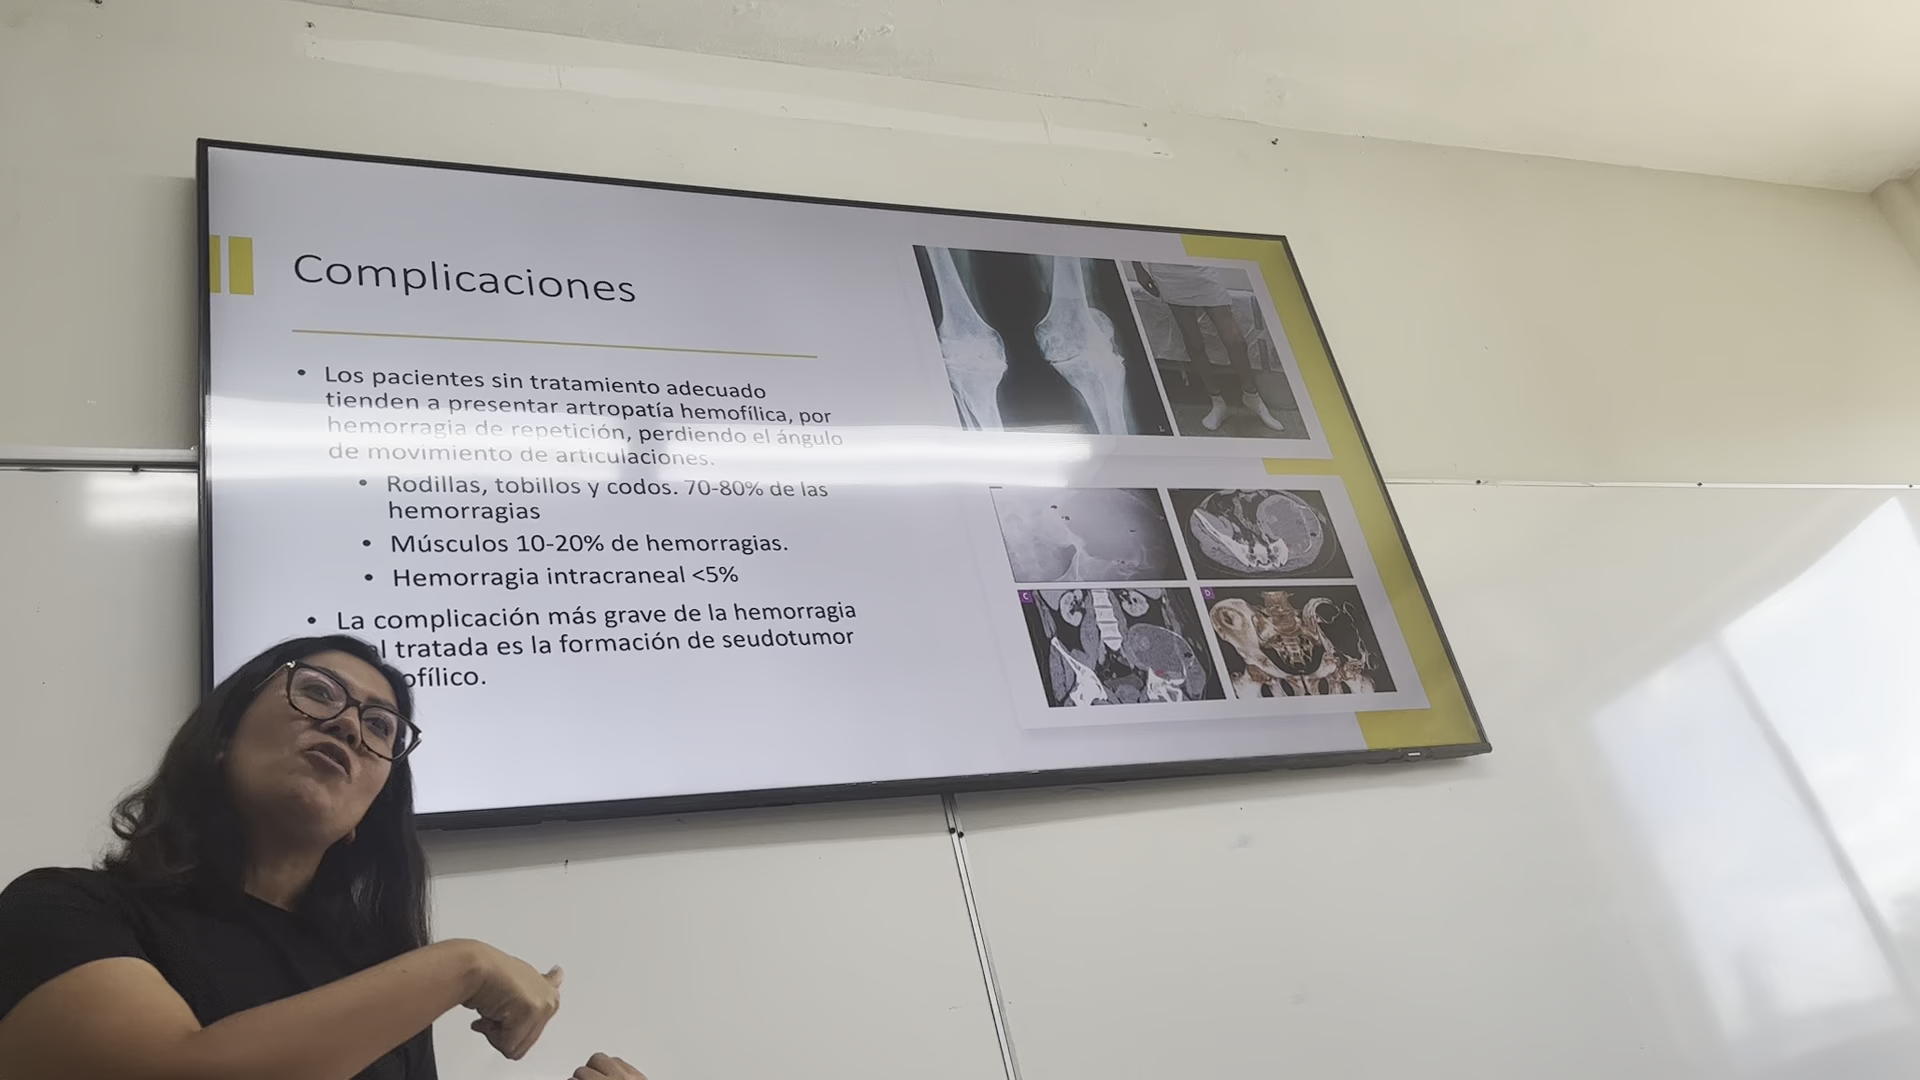 Complicaciones
• Los pacientes sin tratamiento adecuado
tienden a presentar artropatía hemofílica, por
hemorragia de repetición, perdiendo el ángulo
de movimiento de articulaciones.
• Rodillas, tobillos y codos. 70-80% de las
hemorragias
• Músculos 10-20% de hemorragias.
• Hemorragia intracraneal <5%
• La complicación más grave de la hemorragia
tratada es la formación de seudotumor
L
C
D